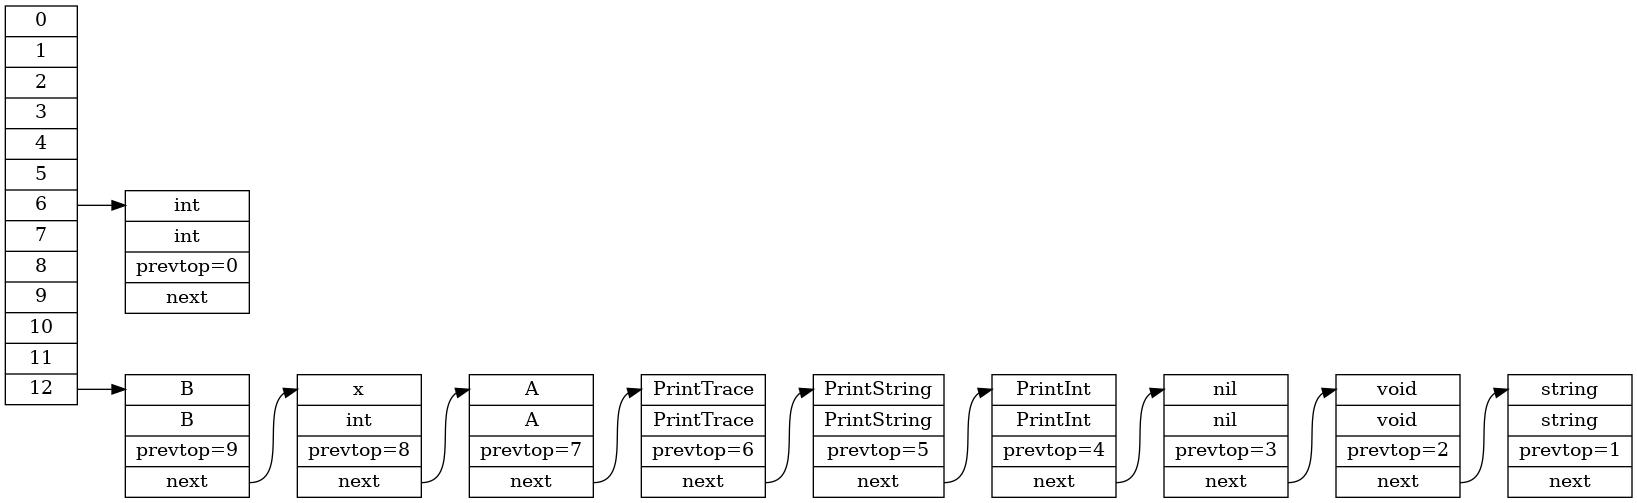 0
1
2
3
4
5
6
7
8
9
10
11
12
int
int
prevtop=0
next
B
B
prevtop=9
next
x
int
prevtop=8
next
A
A
prevtop=7
next
PrintTrace
PrintTrace
prevtop=6
next
PrintString
PrintString
prevtop=5
next
PrintInt
PrintInt
prevtop=4
next
nil
nil
prevtop=3
next
void
void
prevtop=2
next
string
string
prevtop=1
next